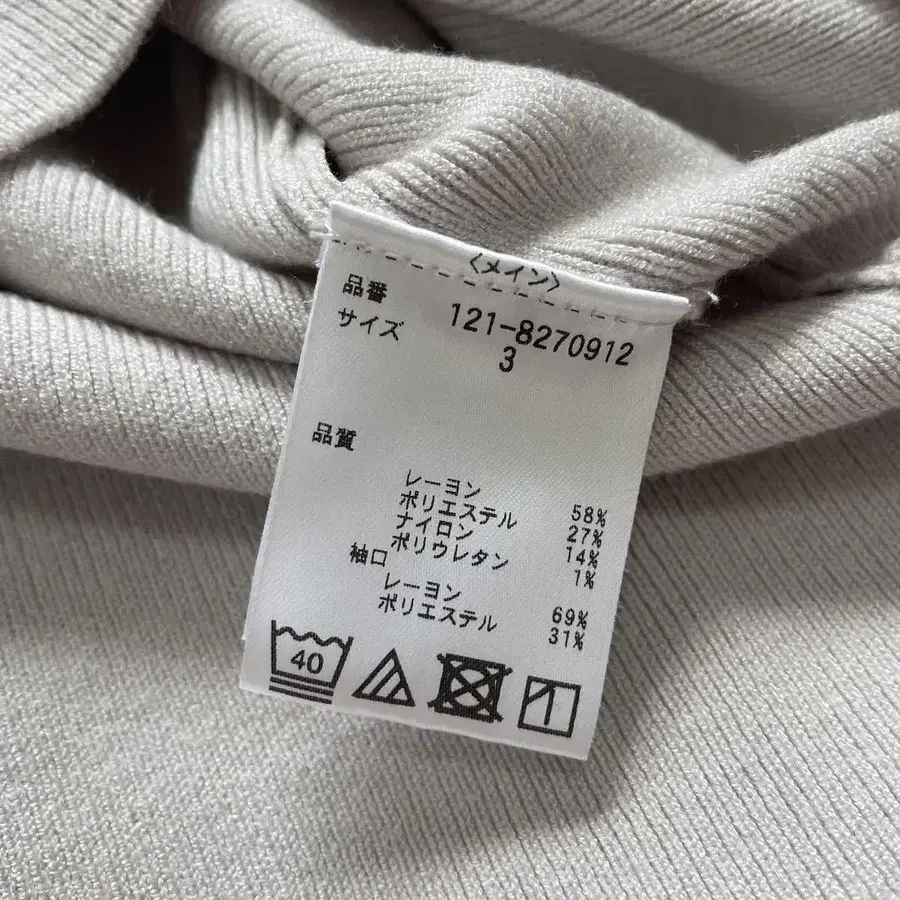 〈メイン〉
品番 121-8270912
サイズ 3
品質
レーヨン 58%
ポリエステル 27%
ナイロン 14%
ポリウレタン 1%
袖口
レーヨン 69%
ポリエステル 31%
40